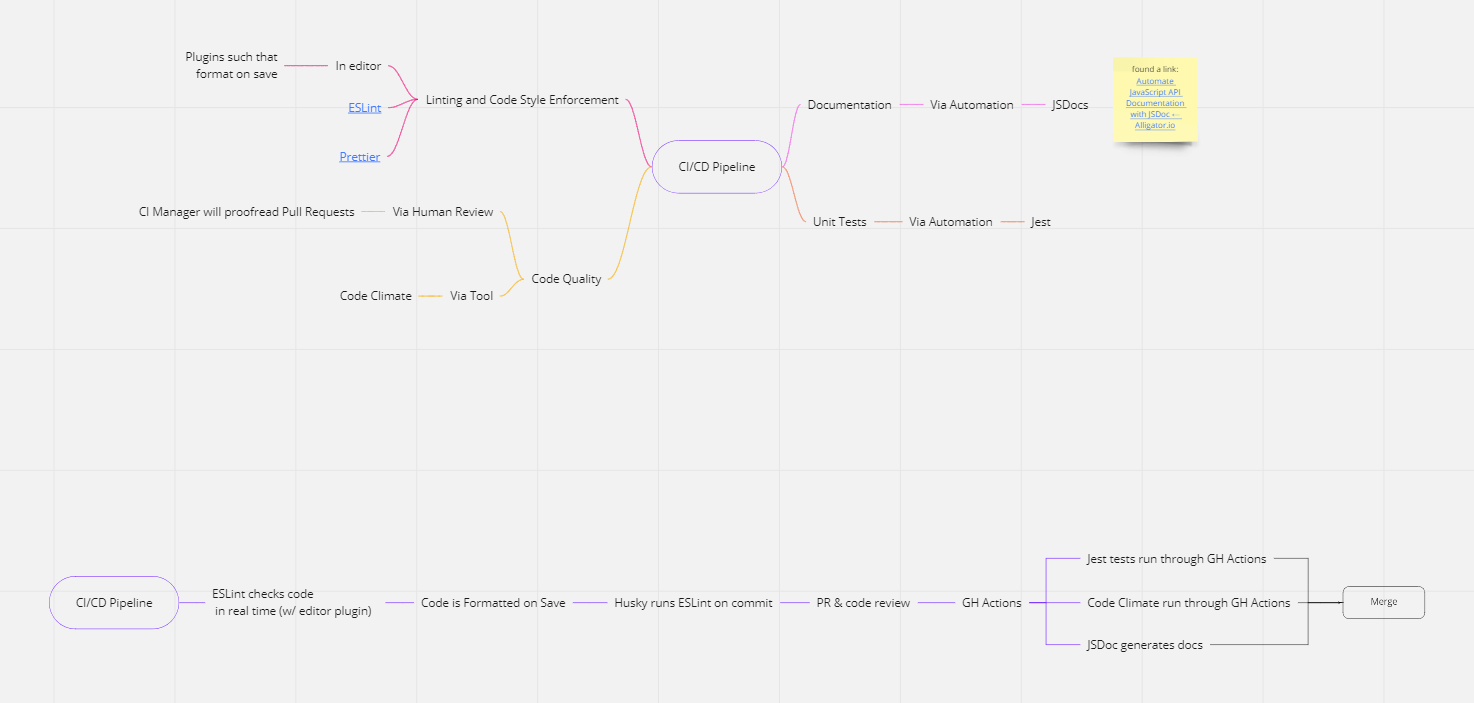 Plugins such that
format on save
In editor
ESLint
Prettier
Linting and Code Style Enforcement
CI Manager will proofread Pull Requests
Via Human Review
Code Climate
Via Tool
Code Quality
CI/CD Pipeline
Documentation
Via Automation
JSDocs
found a link:
Automate
JavaScript API
Documentation
with JSDoc ←
Alligator.io
Unit Tests
Via Automation
Jest
CI/CD Pipeline
ESLint checks code
in real time (w/ editor plugin)
Code is Formatted on Save
Husky runs ESLint on commit
PR & code review
GH Actions
Jest tests run through GH Actions
Code Climate run through GH Actions
JSDoc generates docs
Merge